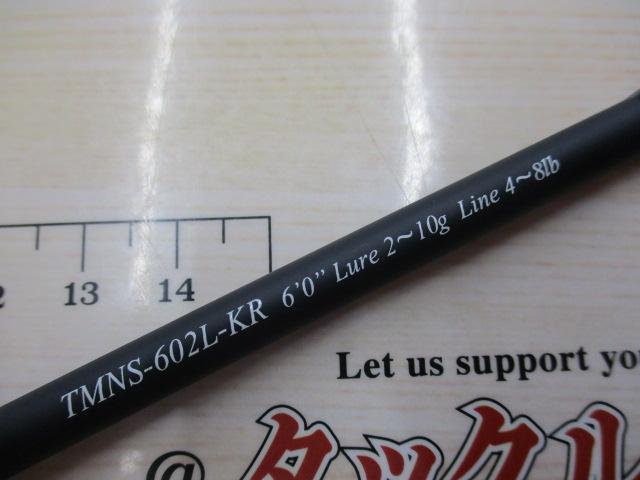 TMNS-602L-KR 6'0" Lure 2~10g Line 4~8lb
13 14
Let us support
@タックル